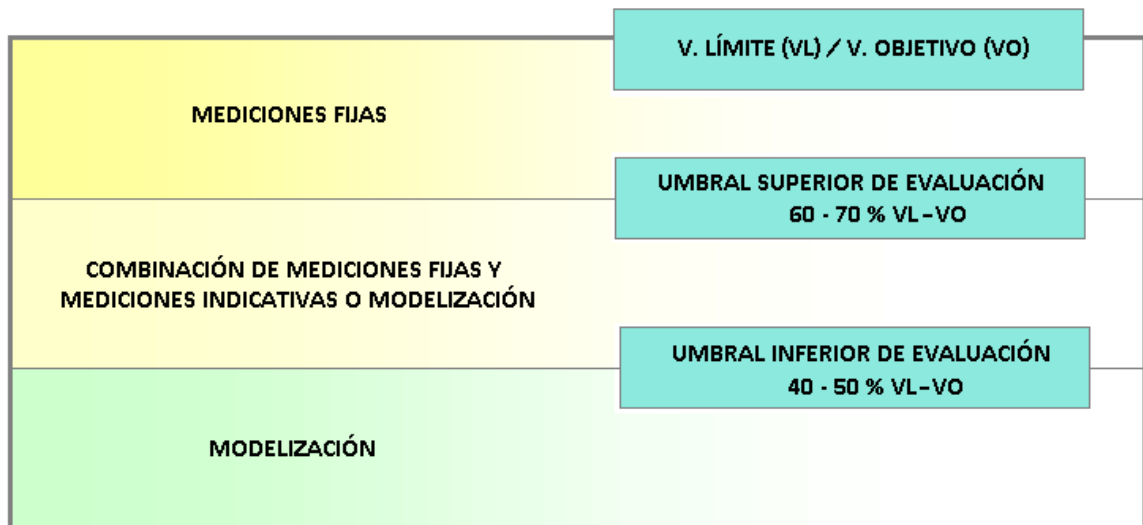 V. LÍMITE (VL) / V. OBJETIVO (VO)
MEDICIONES FIJAS
UMBRAL SUPERIOR DE EVALUACIÓN
60 - 70 % VL-VO
COMBINACIÓN DE MEDICIONES FIJAS Y
MEDICIONES INDICATIVAS O MODELIZACIÓN
UMBRAL INFERIOR DE EVALUACIÓN
40 - 50 % VL-VO
MODELIZACIÓN